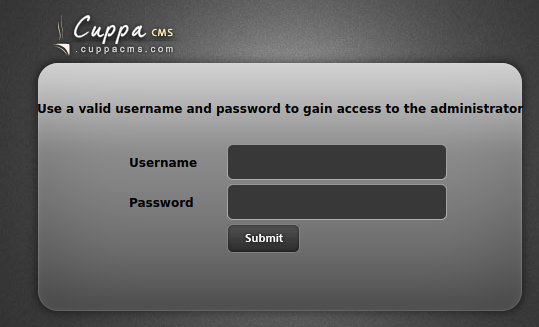 Cuppa CMS
.cuppacms.com
Use a valid username and password to gain access to the administrator
Username
Password
Submit